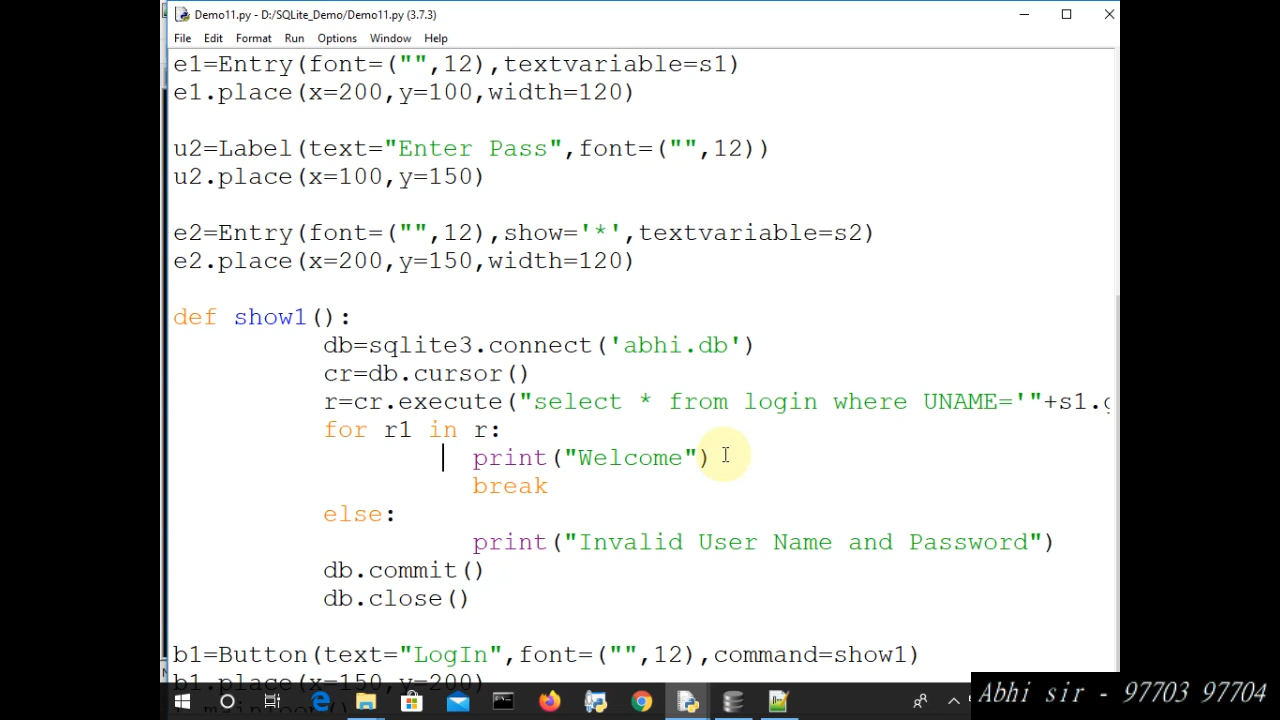 Demo11.py - D:/SQLite_Demo/Demo11.py (3.7.3)
File Edit Format Run Options Window Help
e1=Entry(font=("",12),textvariable=s1)
e1.place(x=200,y=100,width=120)
u2=Label(text="Enter Pass",font=("",12))
u2.place(x=100,y=150)
e2=Entry(font=("",12),show='*',textvariable=s2)
e2.place(x=200,y=150,width=120)
def show1():
db=sqlite3.connect('abhi.db')
cr=db.cursor()
r=cr.execute("select * from login where UNAME='"+s1.
for r1 in r:
print("Welcome")
break
else:
print("Invalid User Name and Password")
db.commit()
db.close()
b1=Button(text="LogIn",font=("",12),command=show1)
b1.place(x=150,y=200)
Abhi sir - 97703 97704